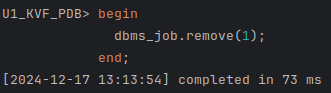 U1_KVF_PDB> begin
dbms_job.remove(1);
end;
[2024-12-17 13:13:54] completed in 73 ms